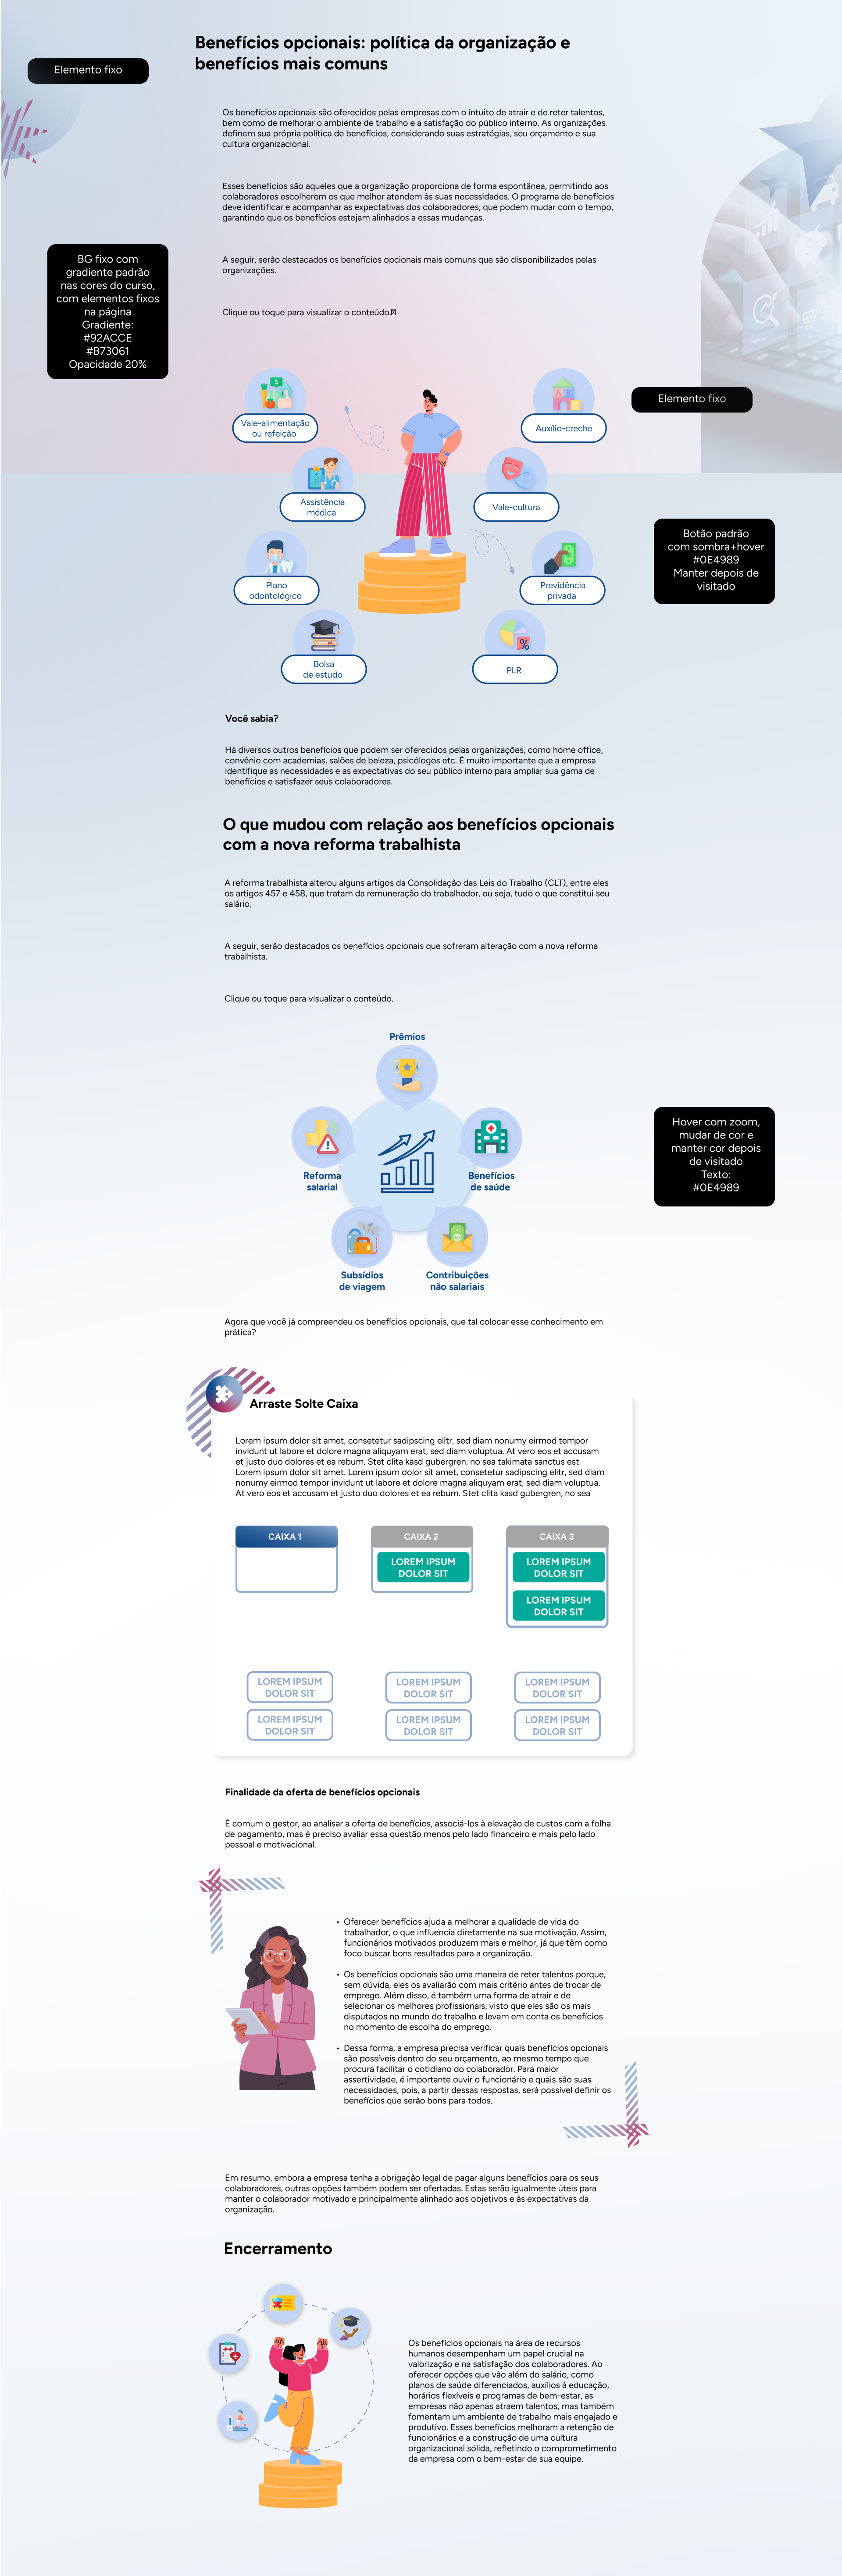 Benefícios opcionais: política da organização e
benefícios mais comuns
Elemento fixo
Os benefícios opcionais são oferecidos pelas empresas com o intuito de atrair e de reter talentos,
bem como de melhorar o ambiente de trabalho e a satisfação do público interno. As organizações
definem sua própria política de benefícios, considerando suas estratégias, seu orçamento e sua
cultura organizacional.
Esses benefícios são aqueles que a organização proporciona de forma espontânea, permitindo aos
colaboradores escolherem os que melhor atendem às suas necessidades. O programa de benefícios
deve identificar e acompanhar as expectativas dos colaboradores, que podem mudar com o tempo,
garantindo que os benefícios estejam alinhados a essas mudanças.
BG fixo com
gradiente padrão
nas cores do curso,
com elementos fixos
na página
Gradiente:
#92ACCE
#B73061
Opacidade 20%
A seguir, serão destacados os benefícios opcionais mais comuns que são disponibilizados pelas
organizações.
Clique ou toque para visualizar o conteúdo.
Elemento fixo
Vale-alimentação
ou refeição
Auxílio-creche
Assistência
médica
Vale-cultura
Botão padrão
com sombra+hover
#0E4989
Manter depois de
visitado
Plano
odontológico
Previdência
privada
Bolsa
de estudo
%
PLR
Você sabia?
Há diversos outros benefícios que podem ser oferecidos pelas organizações, como home office,
convênio com academias, salões de beleza, psicólogos etc. É muito importante que a empresa
identifique as necessidades e as expectativas do seu público interno para ampliar sua gama de
benefícios e satisfazer seus colaboradores.
O que mudou com relação aos benefícios opcionais
com a nova reforma trabalhista
A reforma trabalhista alterou alguns artigos da Consolidação das Leis do Trabalho (CLT), entre eles
os artigos 457 e 458, que tratam da remuneração do trabalhador, ou seja, tudo o que constitui seu
salário.
A seguir, serão destacados os benefícios opcionais que sofreram alteração com a nova reforma
trabalhista.
Clique ou toque para visualizar o conteúdo.
Prêmios
Hover com zoom,
mudar de cor e
manter cor depois
de visitado
Texto:
#0E4989
Reforma
salarial
Benefícios
de saúde
Subsídios
de viagem
Contribuições
não salariais
Agora que você já compreendeu os benefícios opcionais, que tal colocar esse conhecimento em
prática?
Arraste Solte Caixa
Lorem ipsum dolor sit amet, consetetur sadipscing elitr, sed diam nonumy eirmod tempor
invidunt ut labore et dolore magna aliquyam erat, sed diam voluptua. At vero eos et accusam
et justo duo dolores et ea rebum. Stet clita kasd gubergren, no sea takimata sanctus est
Lorem ipsum dolor sit amet. Lorem ipsum dolor sit amet, consetetur sadipscing elitr, sed diam
nonumy eirmod tempor invidunt ut labore et dolore magna aliquyam erat, sed diam voluptua.
At vero eos et accusam et justo duo dolores et ea rebum. Stet clita kasd gubergren, no sea
CAIXA 1
CAIXA 2
CAIXA 3
LOREM IPSUM
DOLOR SIT
LOREM IPSUM
DOLOR SIT
LOREM IPSUM
DOLOR SIT
LOREM IPSUM
DOLOR SIT
LOREM IPSUM
DOLOR SIT
LOREM IPSUM
DOLOR SIT
LOREM IPSUM
DOLOR SIT
LOREM IPSUM
DOLOR SIT
LOREM IPSUM
DOLOR SIT
Finalidade da oferta de benefícios opcionais
É comum o gestor, ao analisar a oferta de benefícios, associá-los à elevação de custos com a folha
de pagamento, mas é preciso avaliar essa questão menos pelo lado financeiro e mais pelo lado
pessoal e motivacional.
• Oferecer benefícios ajuda a melhorar a qualidade de vida do
trabalhador, o que influencia diretamente na sua motivação. Assim,
funcionários motivados produzem mais e melhor, já que têm como
foco buscar bons resultados para a organização.
• Os benefícios opcionais são uma maneira de reter talentos porque,
sem dúvida, eles os avaliarão com mais critério antes de trocar de
emprego. Além disso, é também uma forma de atrair e de
selecionar os melhores profissionais, visto que eles são os mais
disputados no mundo do trabalho e levam em conta os benefícios
no momento de escolha do emprego.
• Dessa forma, a empresa precisa verificar quais benefícios opcionais
são possíveis dentro do seu orçamento, ao mesmo tempo que
procura facilitar o cotidiano do colaborador. Para maior
assertividade, é importante ouvir o funcionário e quais são suas
necessidades, pois, a partir dessas respostas, será possível definir os
benefícios que serão bons para todos.
Em resumo, embora a empresa tenha a obrigação legal de pagar alguns benefícios para os seus
colaboradores, outras opções também podem ser ofertadas. Estas serão igualmente úteis para
manter o colaborador motivado e principalmente alinhado aos objetivos e às expectativas da
organização.
Encerramento
Os benefícios opcionais na área de recursos
humanos desempenham um papel crucial na
valorização e na satisfação dos colaboradores. Ao
oferecer opções que vão além do salário, como
planos de saúde diferenciados, auxílios à educação,
horários flexíveis e programas de bem-estar, as
empresas não apenas atraem talentos, mas também
fomentam um ambiente de trabalho mais engajado e
produtivo. Esses benefícios melhoram a retenção de
funcionários e a construção de uma cultura
organizacional sólida, refletindo o comprometimento
da empresa com o bem-estar de sua equipe.